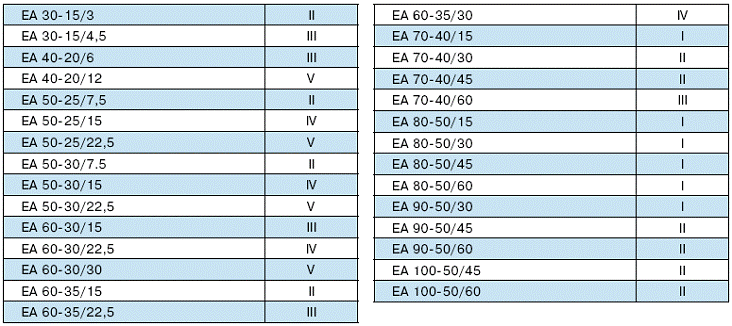 EA 30-15/3 II
EA 30-15/4,5 III
EA 40-20/6 III
EA 40-20/12 V
EA 50-25/7,5 II
EA 50-25/15 IV
EA 50-25/22,5 V
EA 50-30/7.5 II
EA 50-30/15 IV
EA 50-30/22,5 V
EA 60-30/15 III
EA 60-30/22,5 IV
EA 60-30/30 V
EA 60-35/15 II
EA 60-35/22,5 III
EA 60-35/30 IV
EA 70-40/15 I
EA 70-40/30 II
EA 70-40/45 II
EA 70-40/60 III
EA 80-50/15 I
EA 80-50/30 I
EA 80-50/45 I
EA 80-50/60 I
EA 90-50/30 I
EA 90-50/45 II
EA 90-50/60 II
EA 100-50/45 II
EA 100-50/60 II